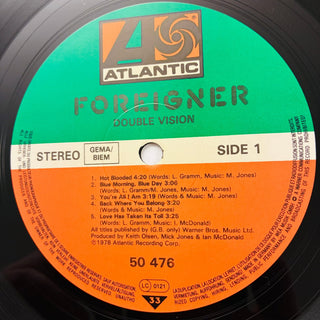 ATLANTIC
FOREIGNER
DOUBLE VISION
STEREO
GEMA/
BIEM
SIDE 1
1. Hot Blooded 4:20 (Words: L. Gramm, Music: M. Jones)
2. Blue Morning, Blue Day 3:06
(Words: L. Gramm/M. Jones, Music: M. Jones)
3. You're All I Am 3:19 (Words & Music: M. Jones)
4. Back When You Belong 3:20
(Words & Music: M. Jones)
5. Love Has Taken Its Toll 3:25
(Words: L. Gramm, Music: I. McDonald)
All titles published by (G.B. only) Warner Bros. Music Ltd.
Produced by Keith Olsen, Mick Jones & Ian McDonald
℗1978 Atlantic Recording Corp.
50 476
LC 0121
33